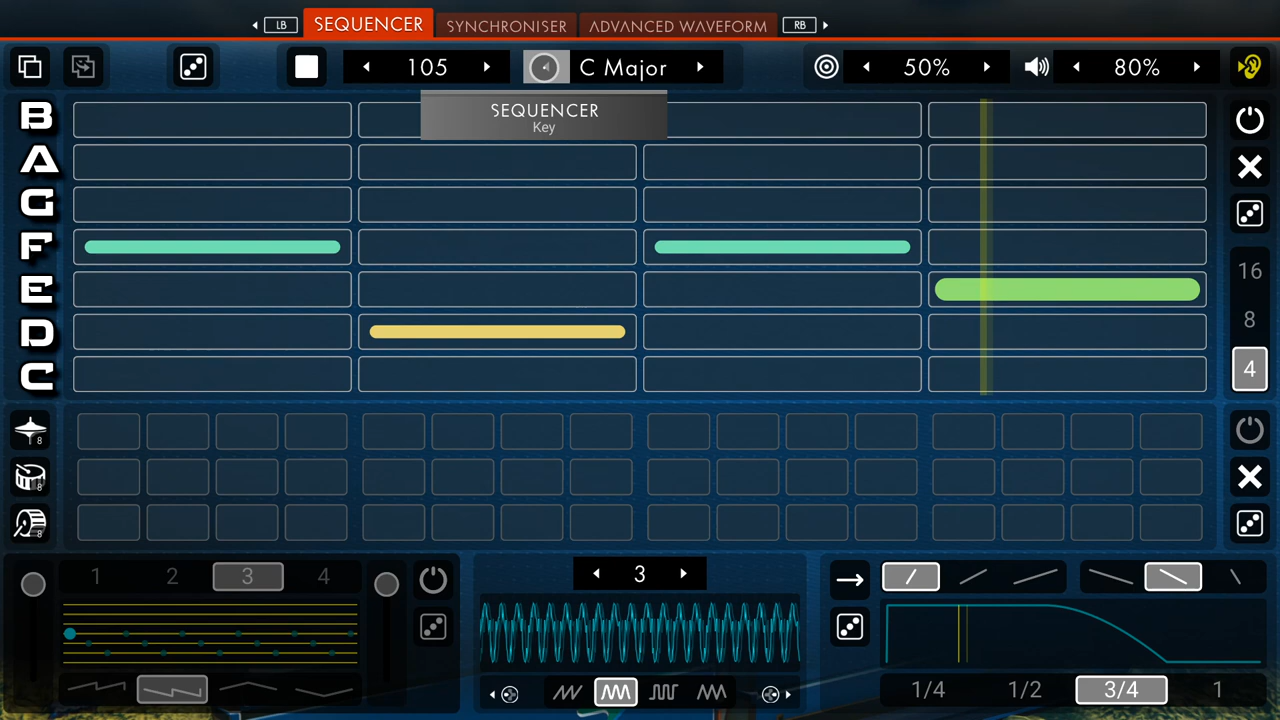 LB SEQUENCER SYNCHRONISER ADVANCED WAVEFORM RB
105 C Major 50% 80%
SEQUENCER
Key
B
A
G
F
E
D
C
16
8
4
8
8
8
1 2 3 4
3
1/4 1/2 3/4 1